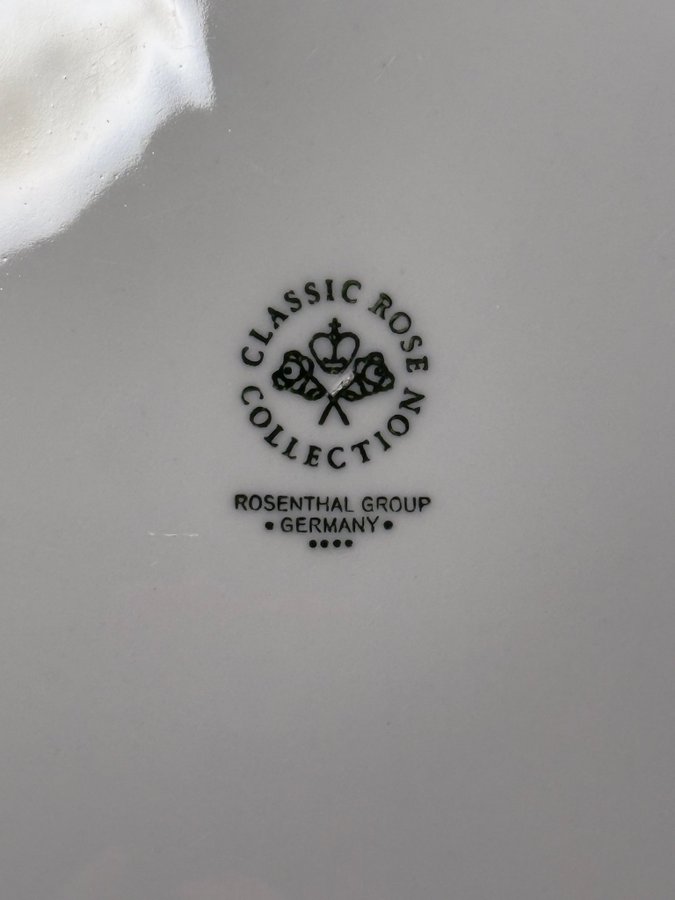 CLASSIC ROSE
COLLECTION
ROSENTHAL GROUP
• GERMANY •
••••